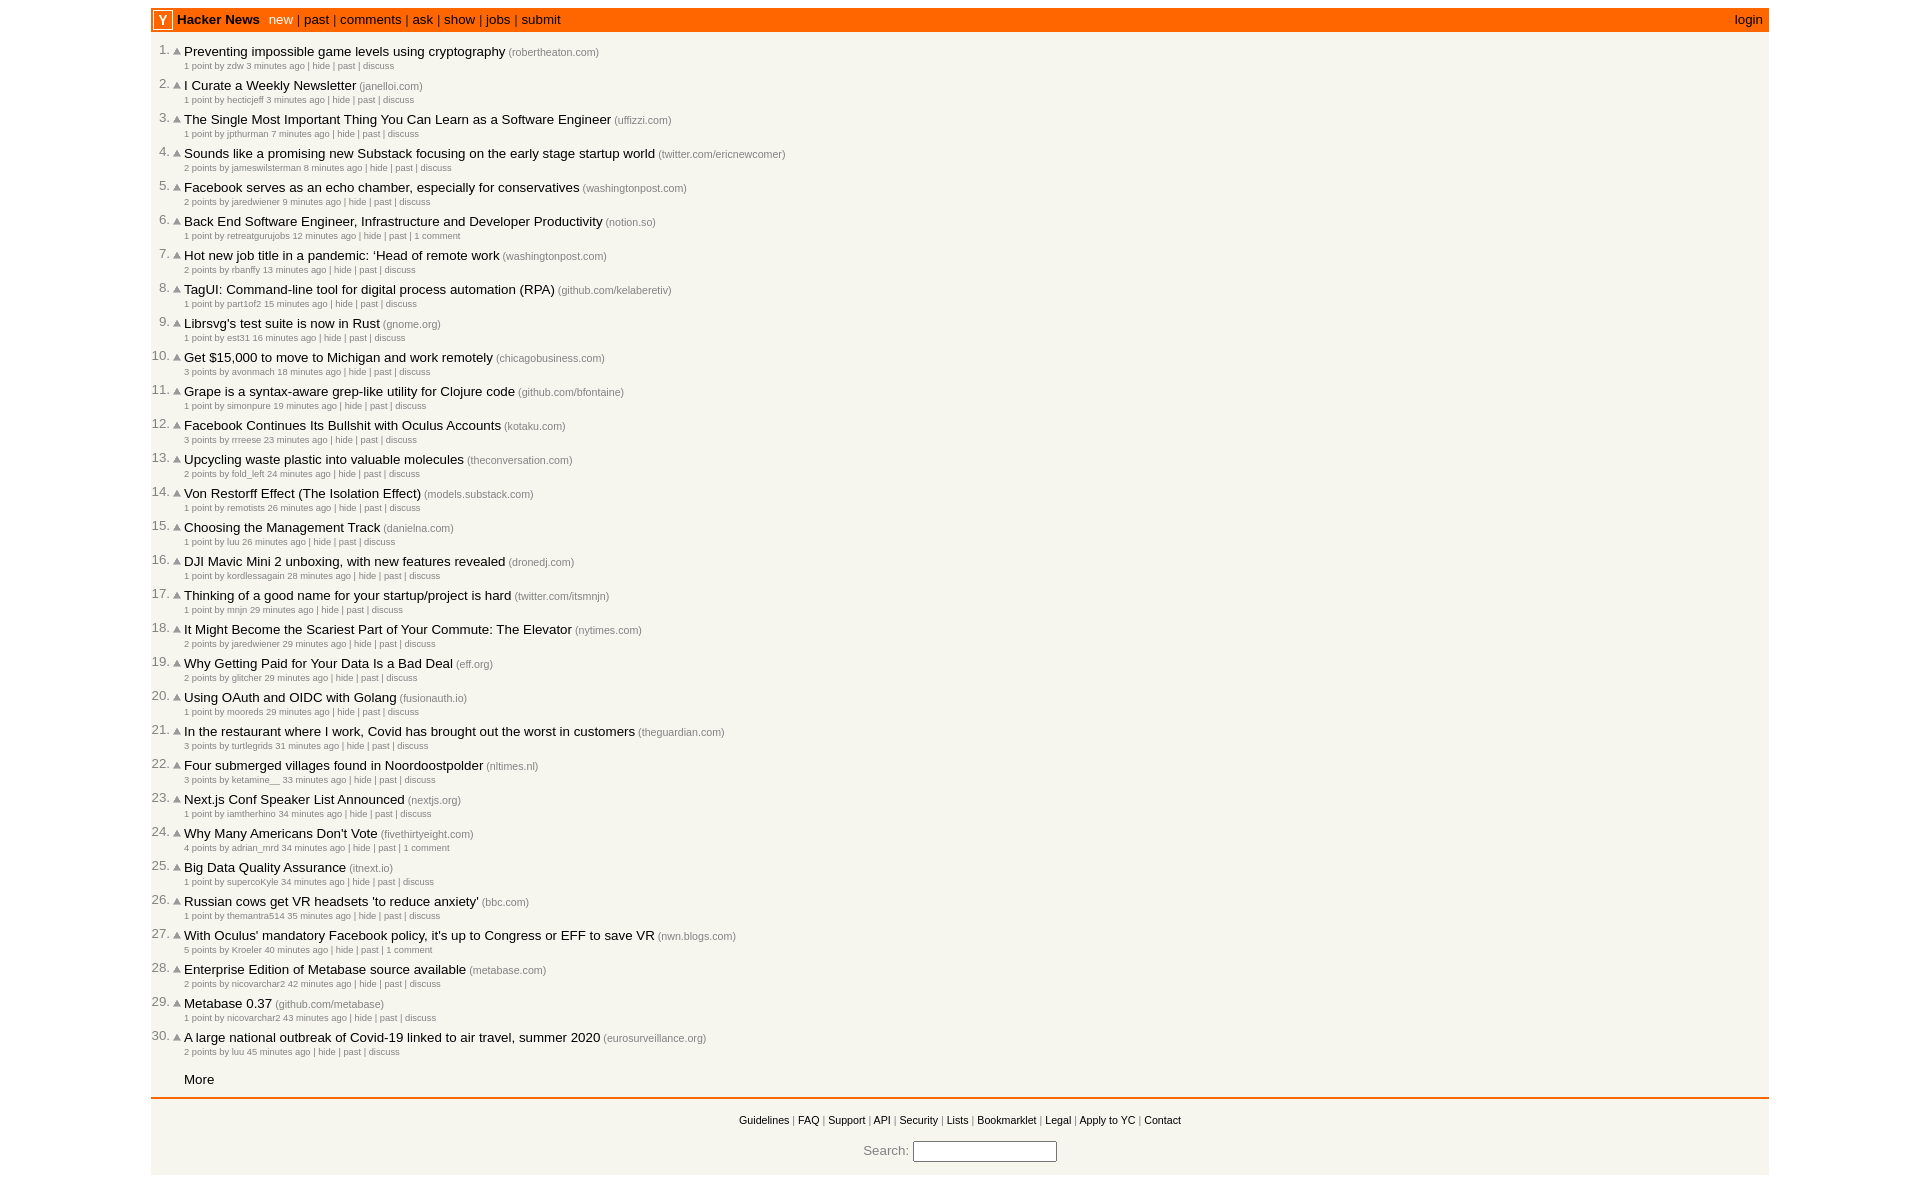 Y Hacker News new | past | comments | ask | show | jobs | submit login
1. Preventing impossible game levels using cryptography (robertheaton.com)
1 point by zdw 3 minutes ago | hide | past | discuss
2. I Curate a Weekly Newsletter (janelloi.com)
1 point by hecticjeff 3 minutes ago | hide | past | discuss
3. The Single Most Important Thing You Can Learn as a Software Engineer (uffizzi.com)
1 point by jpthurman 7 minutes ago | hide | past | discuss
4. Sounds like a promising new Substack focusing on the early stage startup world (twitter.com/ericnewcomer)
2 points by jameswilsterman 8 minutes ago | hide | past | discuss
5. Facebook serves as an echo chamber, especially for conservatives (washingtonpost.com)
2 points by jaredwiener 9 minutes ago | hide | past | discuss
6. Back End Software Engineer, Infrastructure and Developer Productivity (notion.so)
1 point by retreatgurujobs 12 minutes ago | hide | past | 1 comment
7. Hot new job title in a pandemic: ‘Head of remote work (washingtonpost.com)
2 points by rbanffy 13 minutes ago | hide | past | discuss
8. TagUI: Command-line tool for digital process automation (RPA) (github.com/kelaberetiv)
1 point by part1of2 15 minutes ago | hide | past | discuss
9. Librsvg's test suite is now in Rust (gnome.org)
1 point by est31 16 minutes ago | hide | past | discuss
10. Get $15,000 to move to Michigan and work remotely (chicagobusiness.com)
3 points by avonmach 18 minutes ago | hide | past | discuss
11. Grape is a syntax-aware grep-like utility for Clojure code (github.com/bfontaine)
1 point by simonpure 19 minutes ago | hide | past | discuss
12. Facebook Continues Its Bullshit with Oculus Accounts (kotaku.com)
3 points by rrreese 23 minutes ago | hide | past | discuss
13. Upcycling waste plastic into valuable molecules (theconversation.com)
2 points by fold_left 24 minutes ago | hide | past | discuss
14. Von Restorff Effect (The Isolation Effect) (models.substack.com)
1 point by remotists 26 minutes ago | hide | past | discuss
15. Choosing the Management Track (danielna.com)
1 point by luu 26 minutes ago | hide | past | discuss
16. DJI Mavic Mini 2 unboxing, with new features revealed (dronedj.com)
1 point by kordlessagain 28 minutes ago | hide | past | discuss
17. Thinking of a good name for your startup/project is hard (twitter.com/itsmnjn)
1 point by mnjn 29 minutes ago | hide | past | discuss
18. It Might Become the Scariest Part of Your Commute: The Elevator (nytimes.com)
2 points by jaredwiener 29 minutes ago | hide | past | discuss
19. Why Getting Paid for Your Data Is a Bad Deal (eff.org)
2 points by glitcher 29 minutes ago | hide | past | discuss
20. Using OAuth and OIDC with Golang (fusionauth.io)
1 point by mooreds 29 minutes ago | hide | past | discuss
21. In the restaurant where I work, Covid has brought out the worst in customers (theguardian.com)
3 points by turtlegrids 31 minutes ago | hide | past | discuss
22. Four submerged villages found in Noordoostpolder (nltimes.nl)
3 points by ketamine__ 33 minutes ago | hide | past | discuss
23. Next.js Conf Speaker List Announced (nextjs.org)
1 point by iamtherhino 34 minutes ago | hide | past | discuss
24. Why Many Americans Don't Vote (fivethirtyeight.com)
4 points by adrian_mrd 34 minutes ago | hide | past | 1 comment
25. Big Data Quality Assurance (itnext.io)
1 point by supercoKyle 34 minutes ago | hide | past | discuss
26. Russian cows get VR headsets 'to reduce anxiety' (bbc.com)
1 point by themantra514 35 minutes ago | hide | past | discuss
27. With Oculus' mandatory Facebook policy, it's up to Congress or EFF to save VR (nwn.blogs.com)
5 points by Kroeler 40 minutes ago | hide | past | 1 comment
28. Enterprise Edition of Metabase source available (metabase.com)
2 points by nicovarchar2 42 minutes ago | hide | past | discuss
29. Metabase 0.37 (github.com/metabase)
1 point by nicovarchar2 43 minutes ago | hide | past | discuss
30. A large national outbreak of Covid-19 linked to air travel, summer 2020 (eurosurveillance.org)
2 points by luu 45 minutes ago | hide | past | discuss
More
Guidelines | FAQ | Support | API | Security | Lists | Bookmarklet | Legal | Apply to YC | Contact
Search: